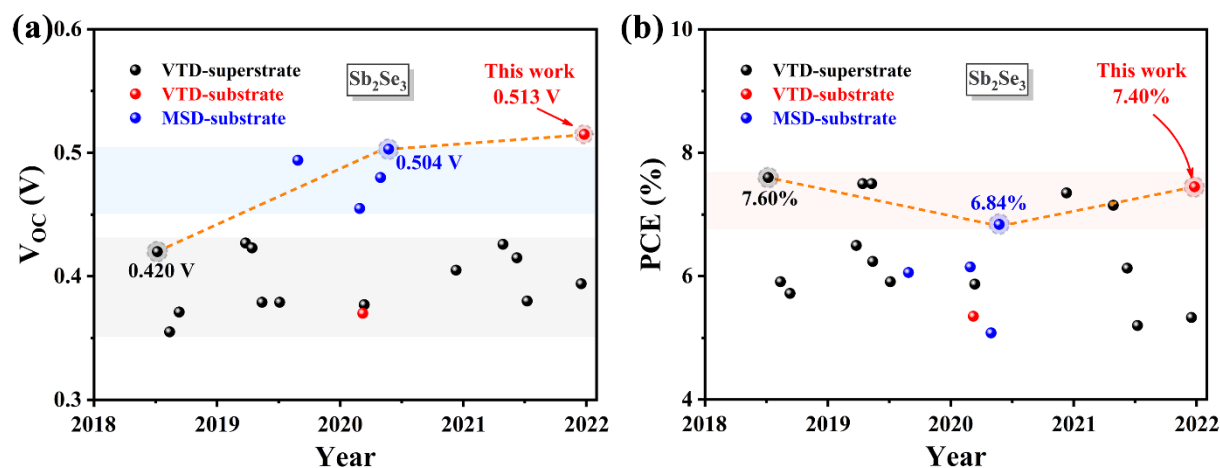 (a)
0.6
0.5
0.4
0.3
V_OC (V)
VTD-superstrate
VTD-substrate
MSD-substrate
Sb₂Se₃
This work
0.513 V
0.504 V
0.420 V
2018 2019 2020 2021 2022
Year
(b)
10
8
6
4
PCE (%)
VTD-superstrate
VTD-substrate
MSD-substrate
Sb₂Se₃
This work
7.40%
7.60%
6.84%
2018 2019 2020 2021 2022
Year